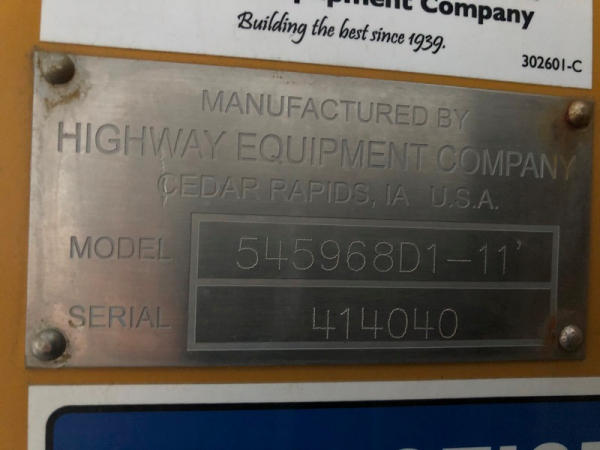 Equipment Company
Building the best since 1939.
302601-C
MANUFACTURED BY
HIGHWAY EQUIPMENT COMPANY
CEDAR RAPIDS, IA U.S.A.
MODEL 545968D1-11'
SERIAL 414040